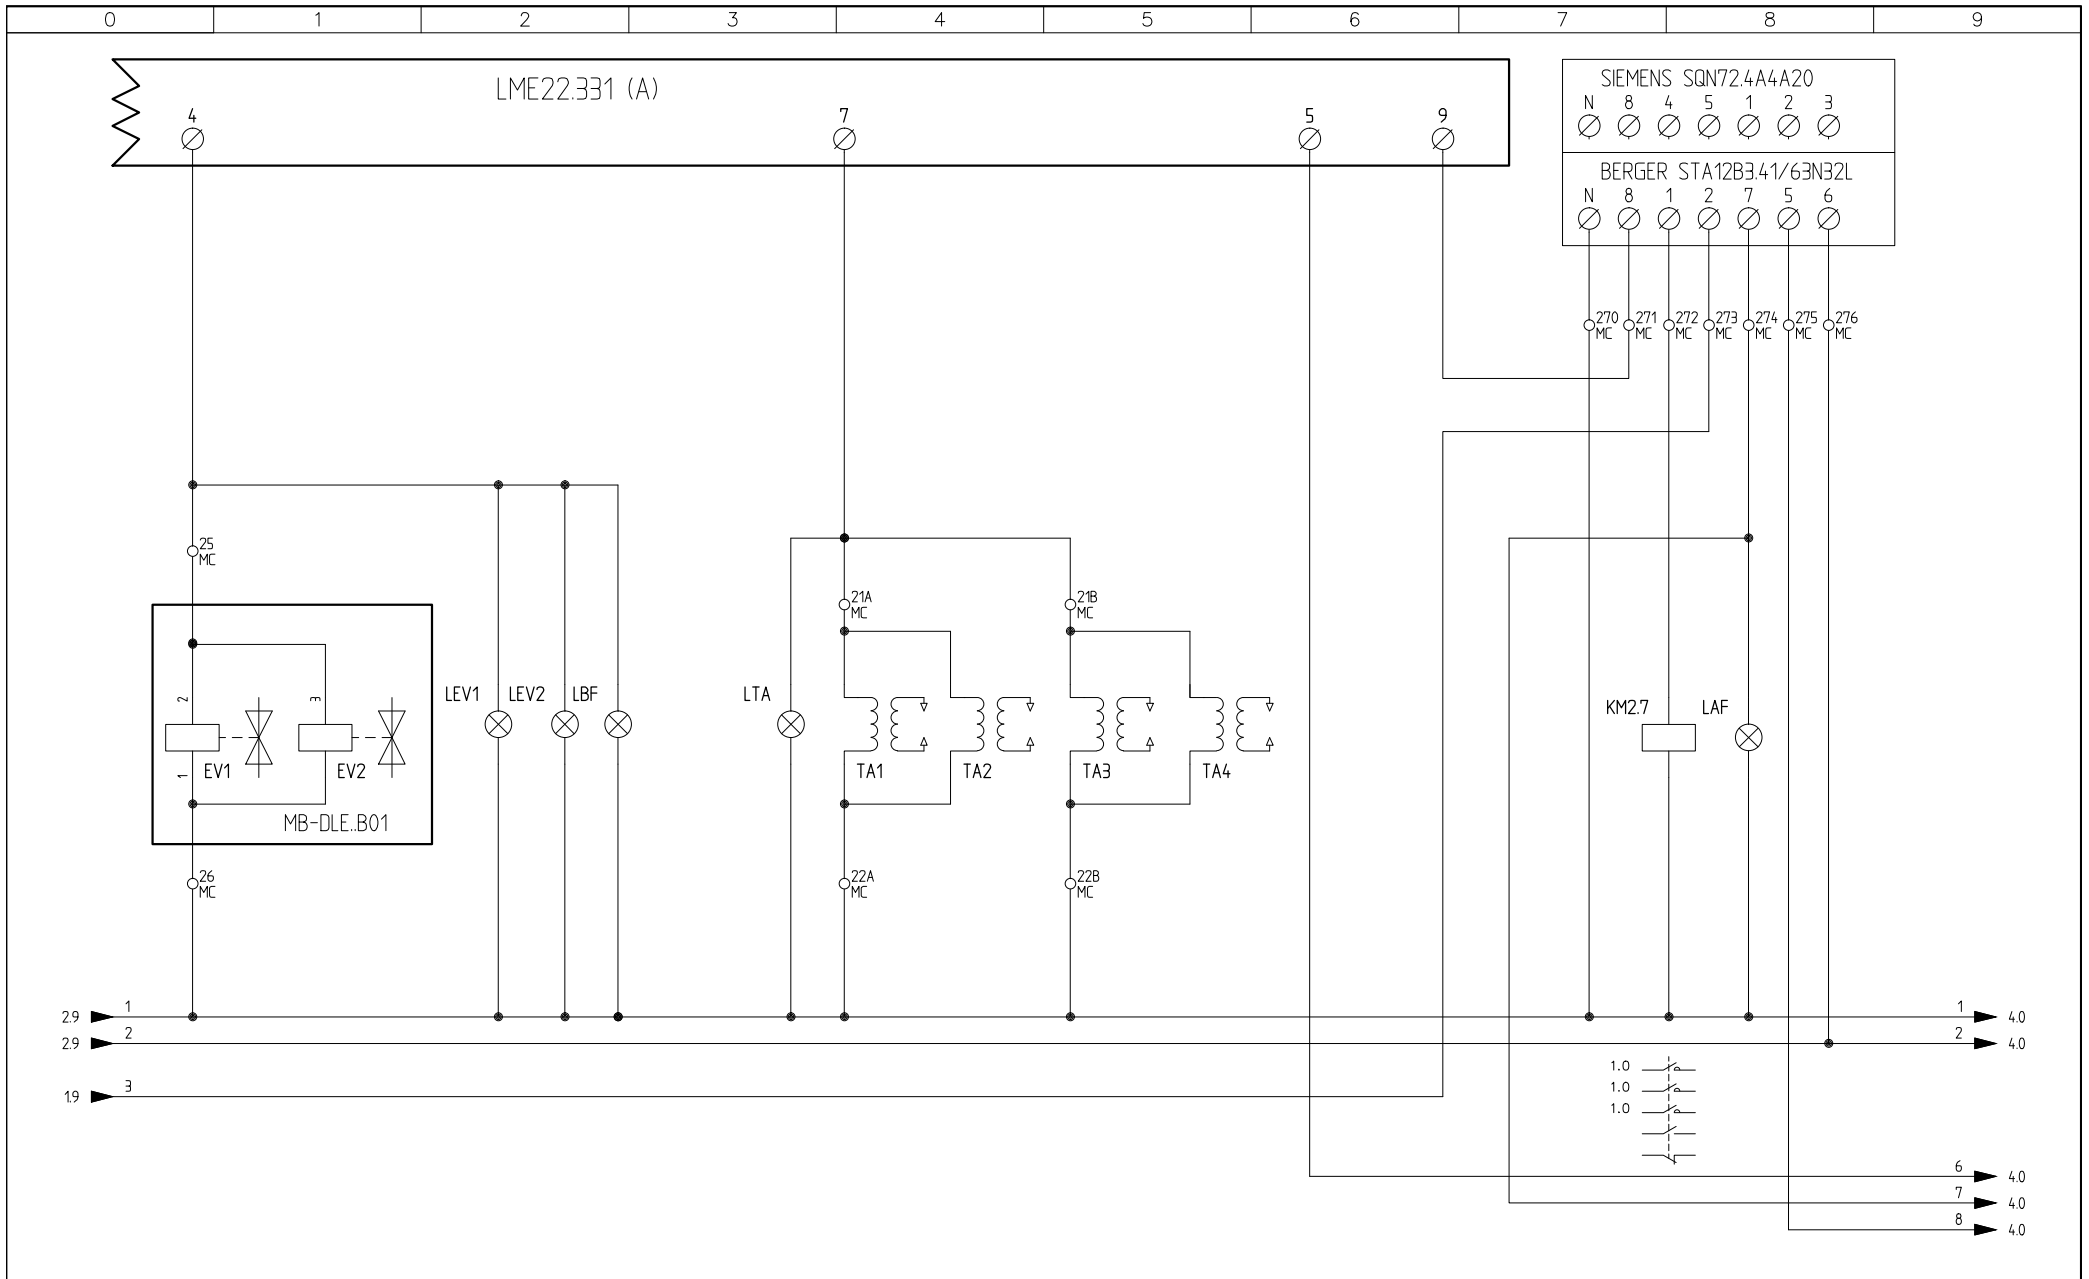 0 1 2 3 4 5 6 7 8 9
LME22.331 (A)
4 7 5 9
SIEMENS SQN72.4A4A20
N 8 4 5 1 2 3
BERGER STA12B3.41/63N32L
N 8 1 2 7 5 6
270 271 272 273 274 275 276
MC MC MC MC MC MC MC
25
MC
21A 21B
MC MC
2 3
LEV1 LEV2 LBF LTA
KM2.7 LAF
1
EV1 EV2 TA1 TA2 TA3 TA4
MB-DLE..B01
26 22A 22B
MC MC MC
2.9 1 1 4.0
2.9 2 2 4.0
1.0
1.0
1.9 3
1.0
6 4.0
7 4.0
8 4.0